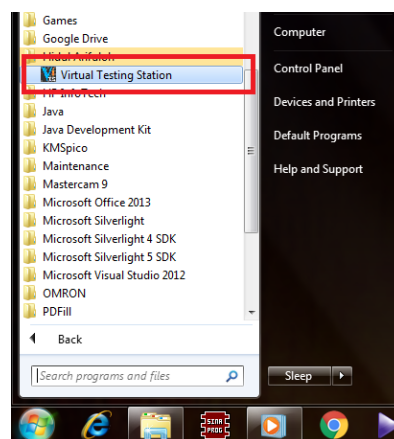 Games
Google Drive
Virtual Testing Station
HP InfoTech
Java
Java Development Kit
KMSpico
Maintenance
Mastercam 9
Microsoft Office 2013
Microsoft Silverlight
Microsoft Silverlight 4 SDK
Microsoft Silverlight 5 SDK
Microsoft Visual Studio 2012
OMRON
PDFill
Back
Search programs and files
Computer
Control Panel
Devices and Printers
Default Programs
Help and Support
Sleep
SINA
PROG